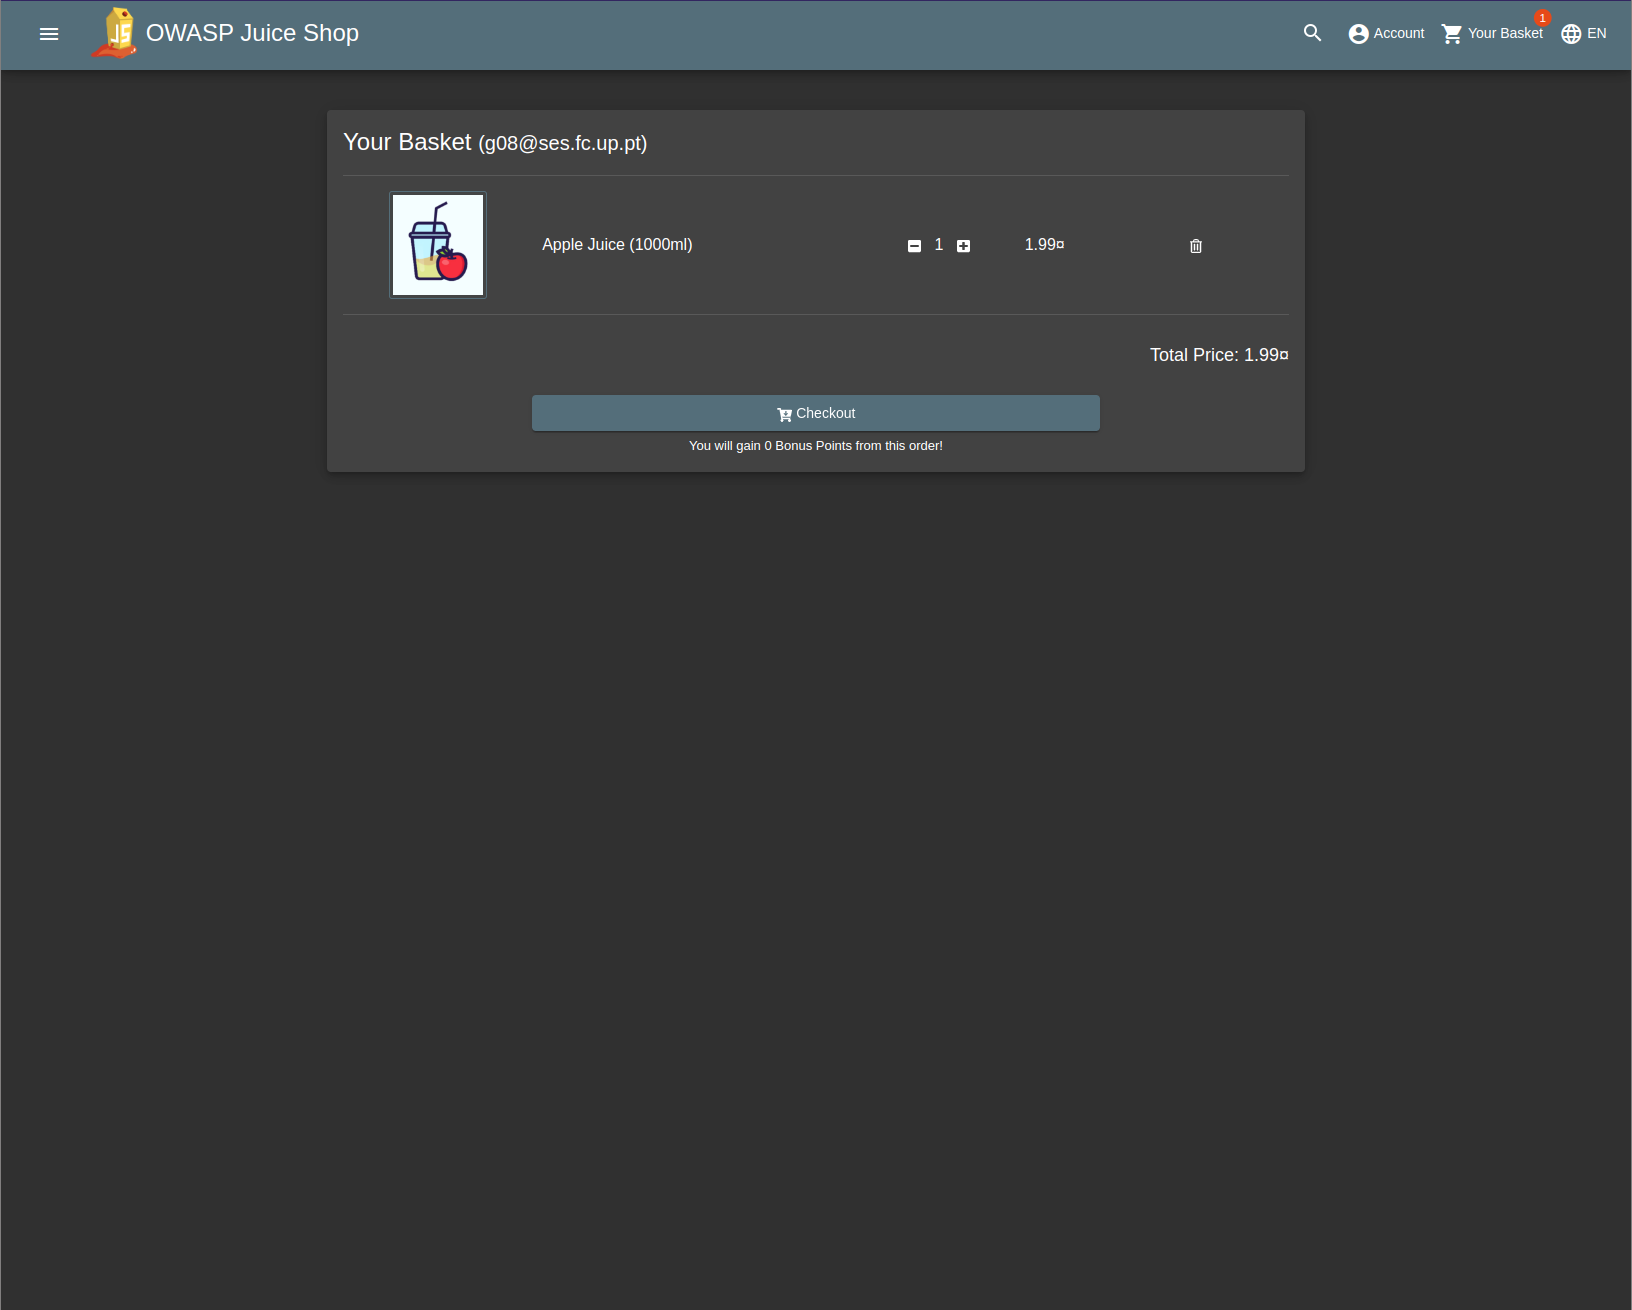 OWASP Juice Shop
Account
Your Basket
1
EN
Your Basket (g08@ses.fc.up.pt)
Apple Juice (1000ml)
1
1.99¤
Total Price: 1.99¤
Checkout
You will gain 0 Bonus Points from this order!
JS